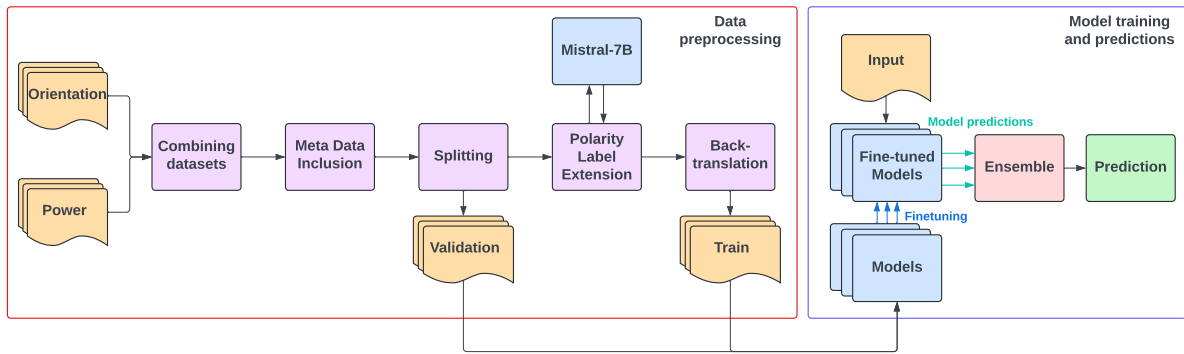 Data
preprocessing
Mistral-7B
Orientation
Power
Combining
datasets
Meta Data
Inclusion
Splitting
Polarity
Label
Extension
Back-
translation
Validation
Train
Model training
and predictions
Input
Model predictions
Fine-tuned
Models
Ensemble
Prediction
Finetuning
Models